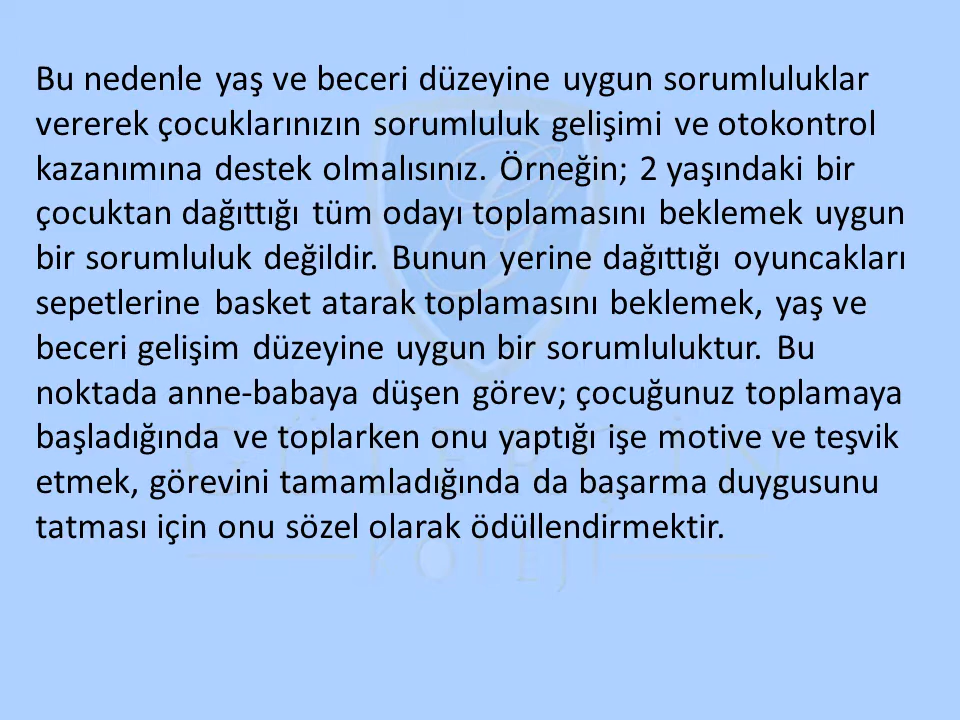 Bu nedenle yaş ve beceri düzeyine uygun sorumluluklar
vererek çocuklarınızın sorumluluk gelişimi ve otokontrol
kazanımına destek olmalısınız. Örneğin; 2 yaşındaki bir
çocuktan dağıttığı tüm odayı toplamasını beklemek uygun
bir sorumluluk değildir. Bunun yerine dağıttığı oyuncakları
sepetlerine basket atarak toplamasını beklemek, yaş ve
beceri gelişim düzeyine uygun bir sorumluluktur. Bu
noktada anne-babaya düşen görev; çocuğunuz toplamaya
başladığında ve toplarken onu yaptığı işe motive ve teşvik
etmek, görevini tamamladığında da başarma duygusunu
tatması için onu sözel olarak ödüllendirmektir.